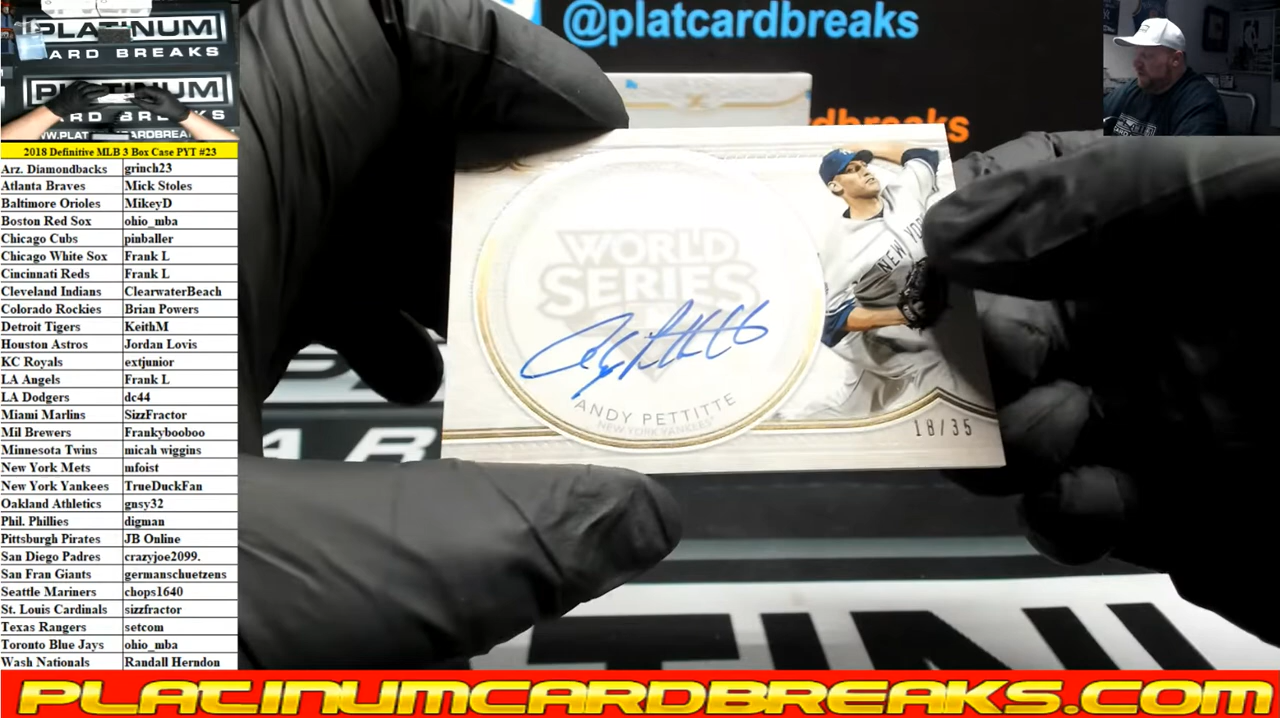 PLATINUM
CARD BREAKS
PLATINUM
CARD BREAKS
@platcardbreaks
2018 Definitive MLB 3 Box Case PYT #23
Arz. Diamondbacks grinch23
Atlanta Braves Mick Stoles
Baltimore Orioles MikeyD
Boston Red Sox ohio_mba
Chicago Cubs pinballer
Chicago White Sox Frank L
Cincinnati Reds Frank L
Cleveland Indians ClearwaterBeach
Colorado Rockies Brian Powers
Detroit Tigers KeithM
Houston Astros Jordan Lovis
KC Royals extjunior
LA Angels Frank L
LA Dodgers dc44
Miami Marlins SizzFractor
Mil Brewers Frankybooboo
Minnesota Twins micah wiggins
New York Mets mfoist
New York Yankees TrueDuckFan
Oakland Athletics gnsy32
Phil. Phillies digman
Pittsburgh Pirates JB Online
San Diego Padres crazyjoe2099.
San Fran Giants germanschuetzens
Seattle Mariners chops1640
St. Louis Cardinals sizzfractor
Texas Rangers setcom
Toronto Blue Jays ohio_mba
Wash Nationals Randall Herndon
WORLD
SERIES
ANDY PETTITTE
NEW YORK YANKEES
NEW YO
18/35
PLATINUMCARDBREAKS.COM